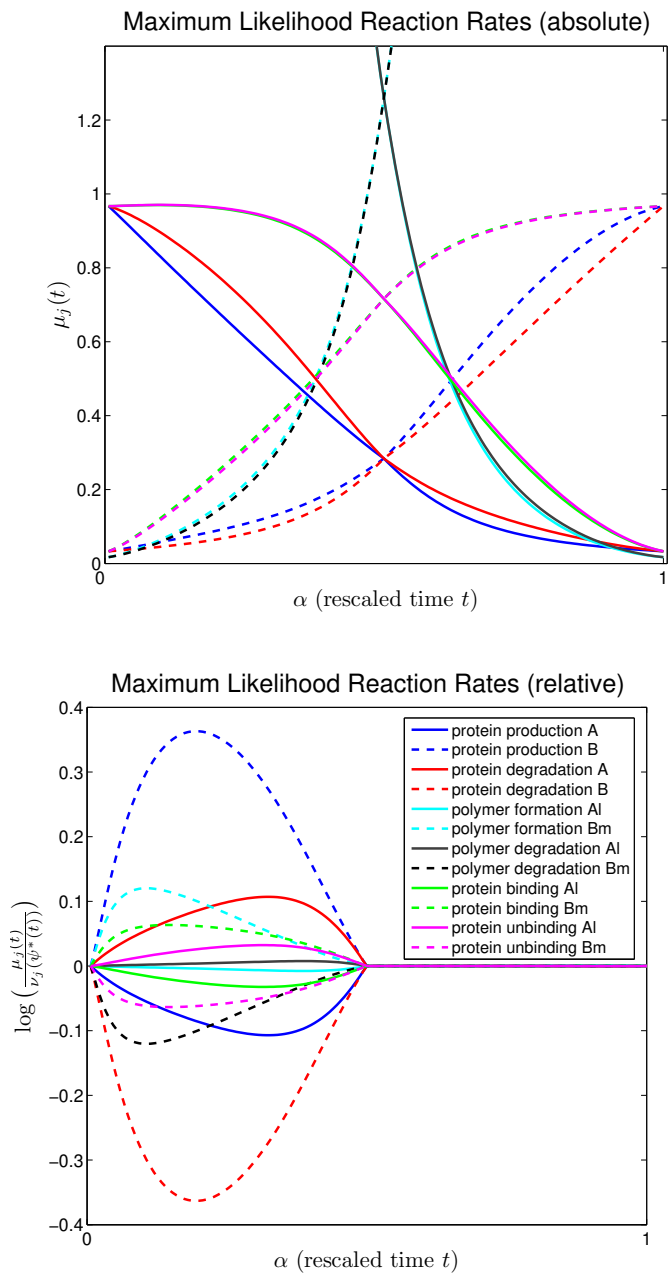 Maximum Likelihood Reaction Rates (absolute)
1.2
1
0.8
0.6
0.4
0.2
0
μ_j(t)
0
1
α (rescaled time t)
Maximum Likelihood Reaction Rates (relative)
0.4
0.3
0.2
0.1
0
−0.1
−0.2
−0.3
−0.4
log(μ_j(t)/ν_j(ψ*(t)))
protein production A
protein production B
protein degradation A
protein degradation B
polymer formation Al
polymer formation Bm
polymer degradation Al
polymer degradation Bm
protein binding Al
protein binding Bm
protein unbinding Al
protein unbinding Bm
0
1
α (rescaled time t)